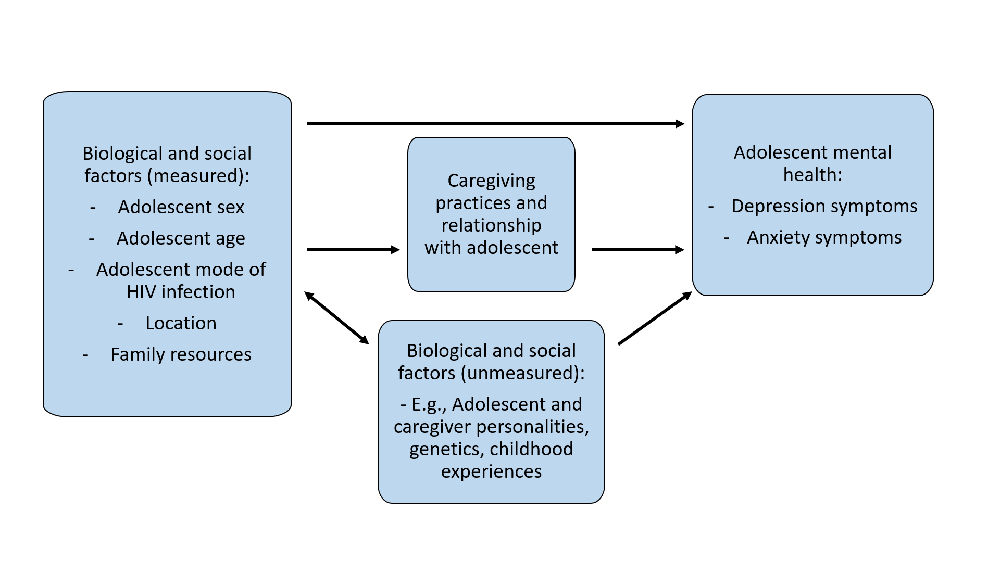 Biological and social
factors (measured):
- Adolescent sex
- Adolescent age
- Adolescent mode of
HIV infection
- Location
- Family resources
Caregiving
practices and
relationship
with adolescent
Biological and social
factors (unmeasured):
- E.g., Adolescent and
caregiver personalities,
genetics, childhood
experiences
Adolescent mental
health:
- Depression symptoms
- Anxiety symptoms